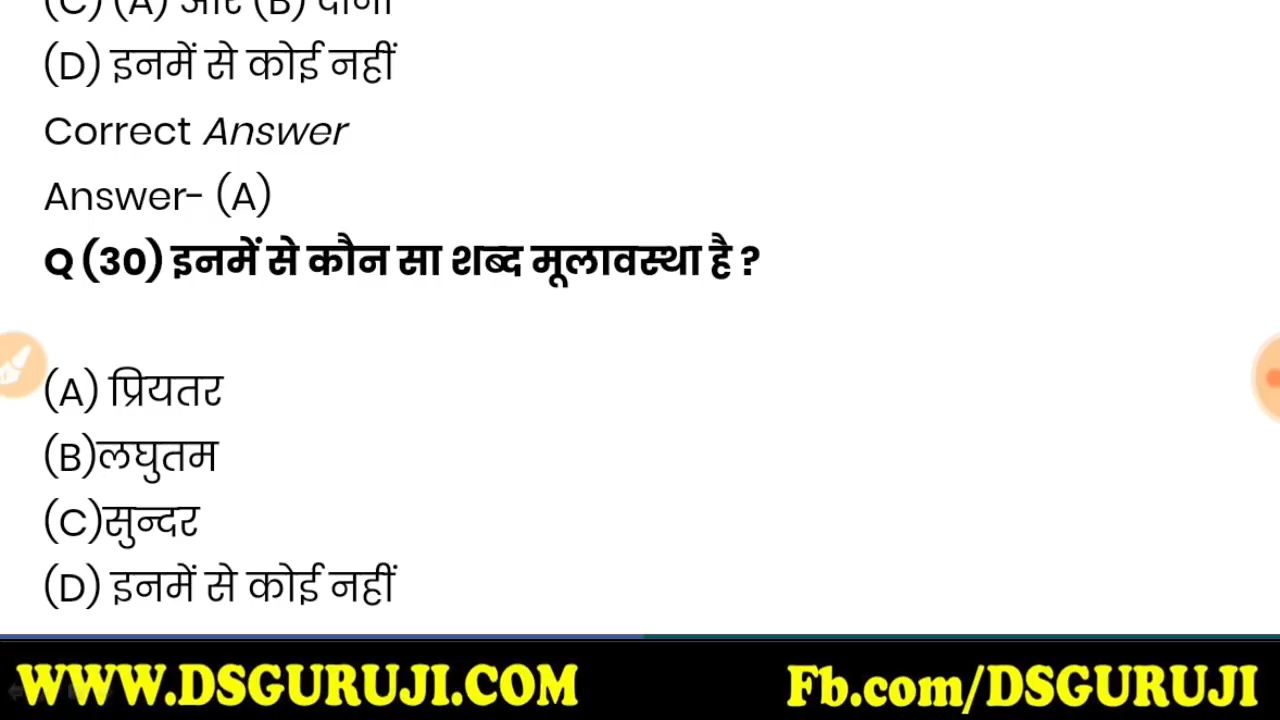 (C) (A) और (B) दोनों
(D) इनमें से कोई नहीं
Correct Answer
Answer- (A)
Q (30) इनमें से कौन सा शब्द मूलावस्था है ?
(A) प्रियतर
(B)लघुतम
(C)सुन्दर
(D) इनमें से कोई नहीं
WWW.DSGURUJI.COM Fb.com/DSGURUJI